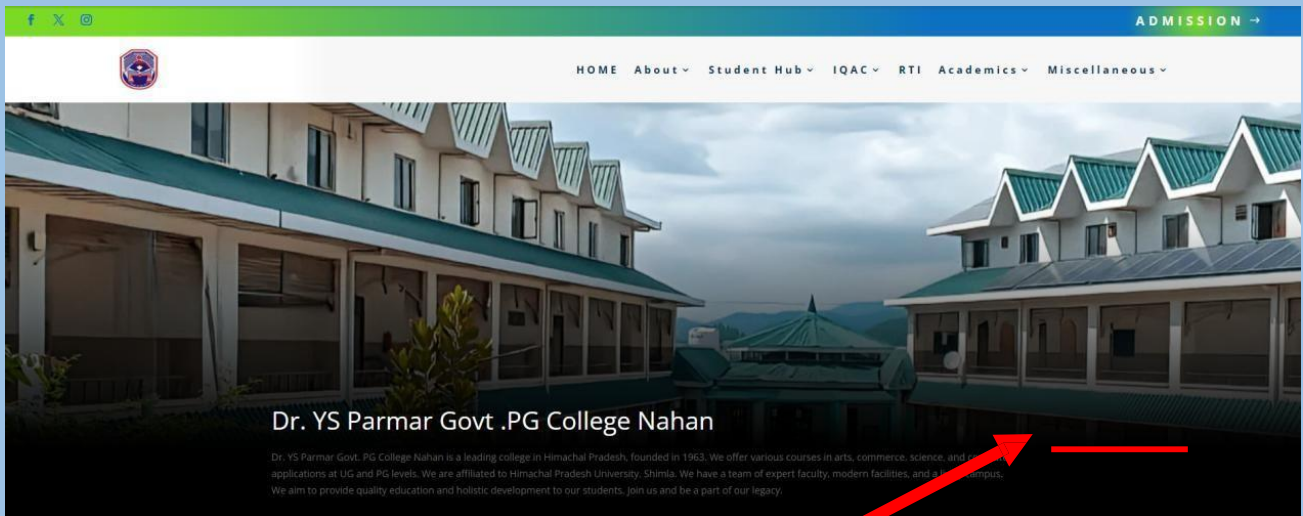 ADMISSION →
HOME About Student Hub IQAC RTI Academics Miscellaneous
Dr. YS Parmar Govt .PG College Nahan
Dr. YS Parmar Govt. PG College Nahan is a leading college in Himachal Pradesh, founded in 1963. We offer various courses in arts, commerce, science, and
applications at UG and PG levels. We are affiliated to Himachal Pradesh University, Shimla. We have a team of expert faculty, modern facilities, and a campus.
We aim to provide quality education and holistic development to our students. Join us and be a part of our legacy.